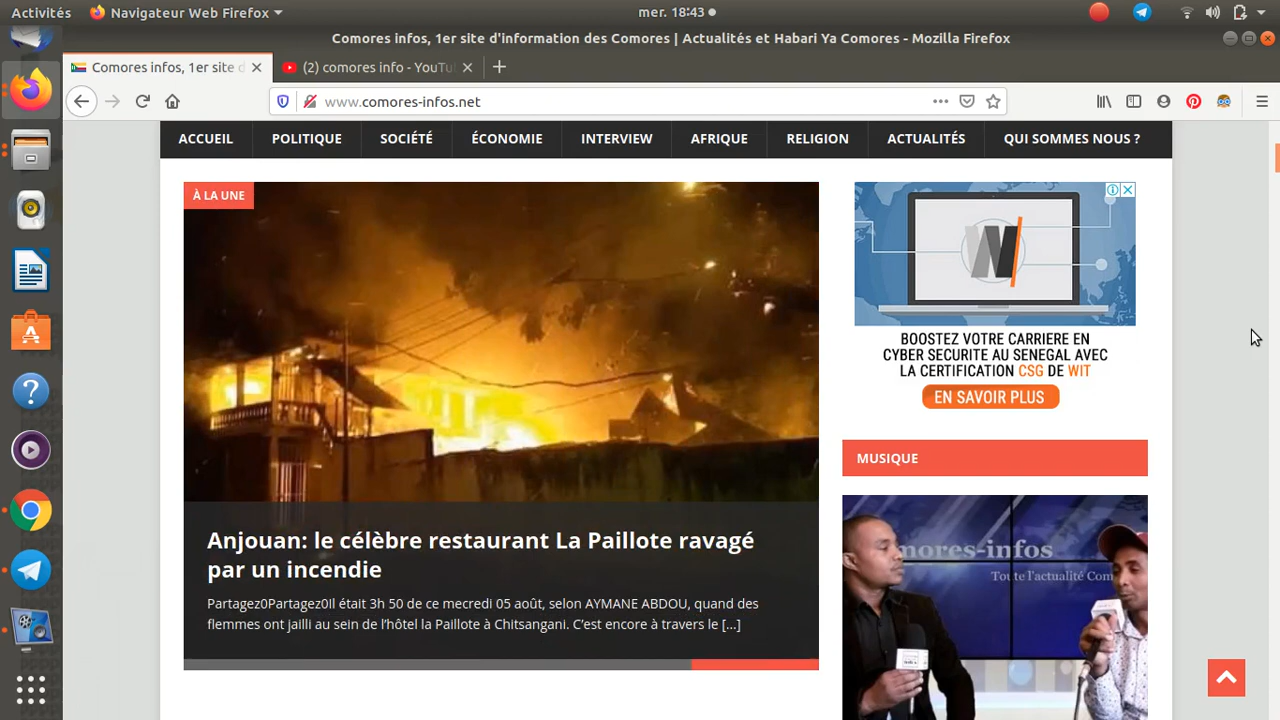 Activités
Navigateur Web Firefox
mer. 18:43
Comores infos, 1er site d'information des Comores | Actualités et Habari Ya Comores - Mozilla Firefox
Comores infos, 1er site d
(2) comores info - YouTu
www.comores-infos.net
ACCUEIL
POLITIQUE
SOCIÉTÉ
ÉCONOMIE
INTERVIEW
AFRIQUE
RELIGION
ACTUALITÉS
QUI SOMMES NOUS ?
À LA UNE
Anjouan: le célèbre restaurant La Paillote ravagé
par un incendie
Partagez0Partagez0Il était 3h 50 de ce mecredi 05 août, selon AYMANE ABDOU, quand des
flemmes ont jailli au sein de l'hôtel la Paillote à Chitsangani. C'est encore à travers le [...]
W
BOOSTEZ VOTRE CARRIERE EN
CYBER SECURITE AU SENEGAL AVEC
LA CERTIFICATION CSG DE WIT
EN SAVOIR PLUS
MUSIQUE
mores-infos
Toute l'actualité Com